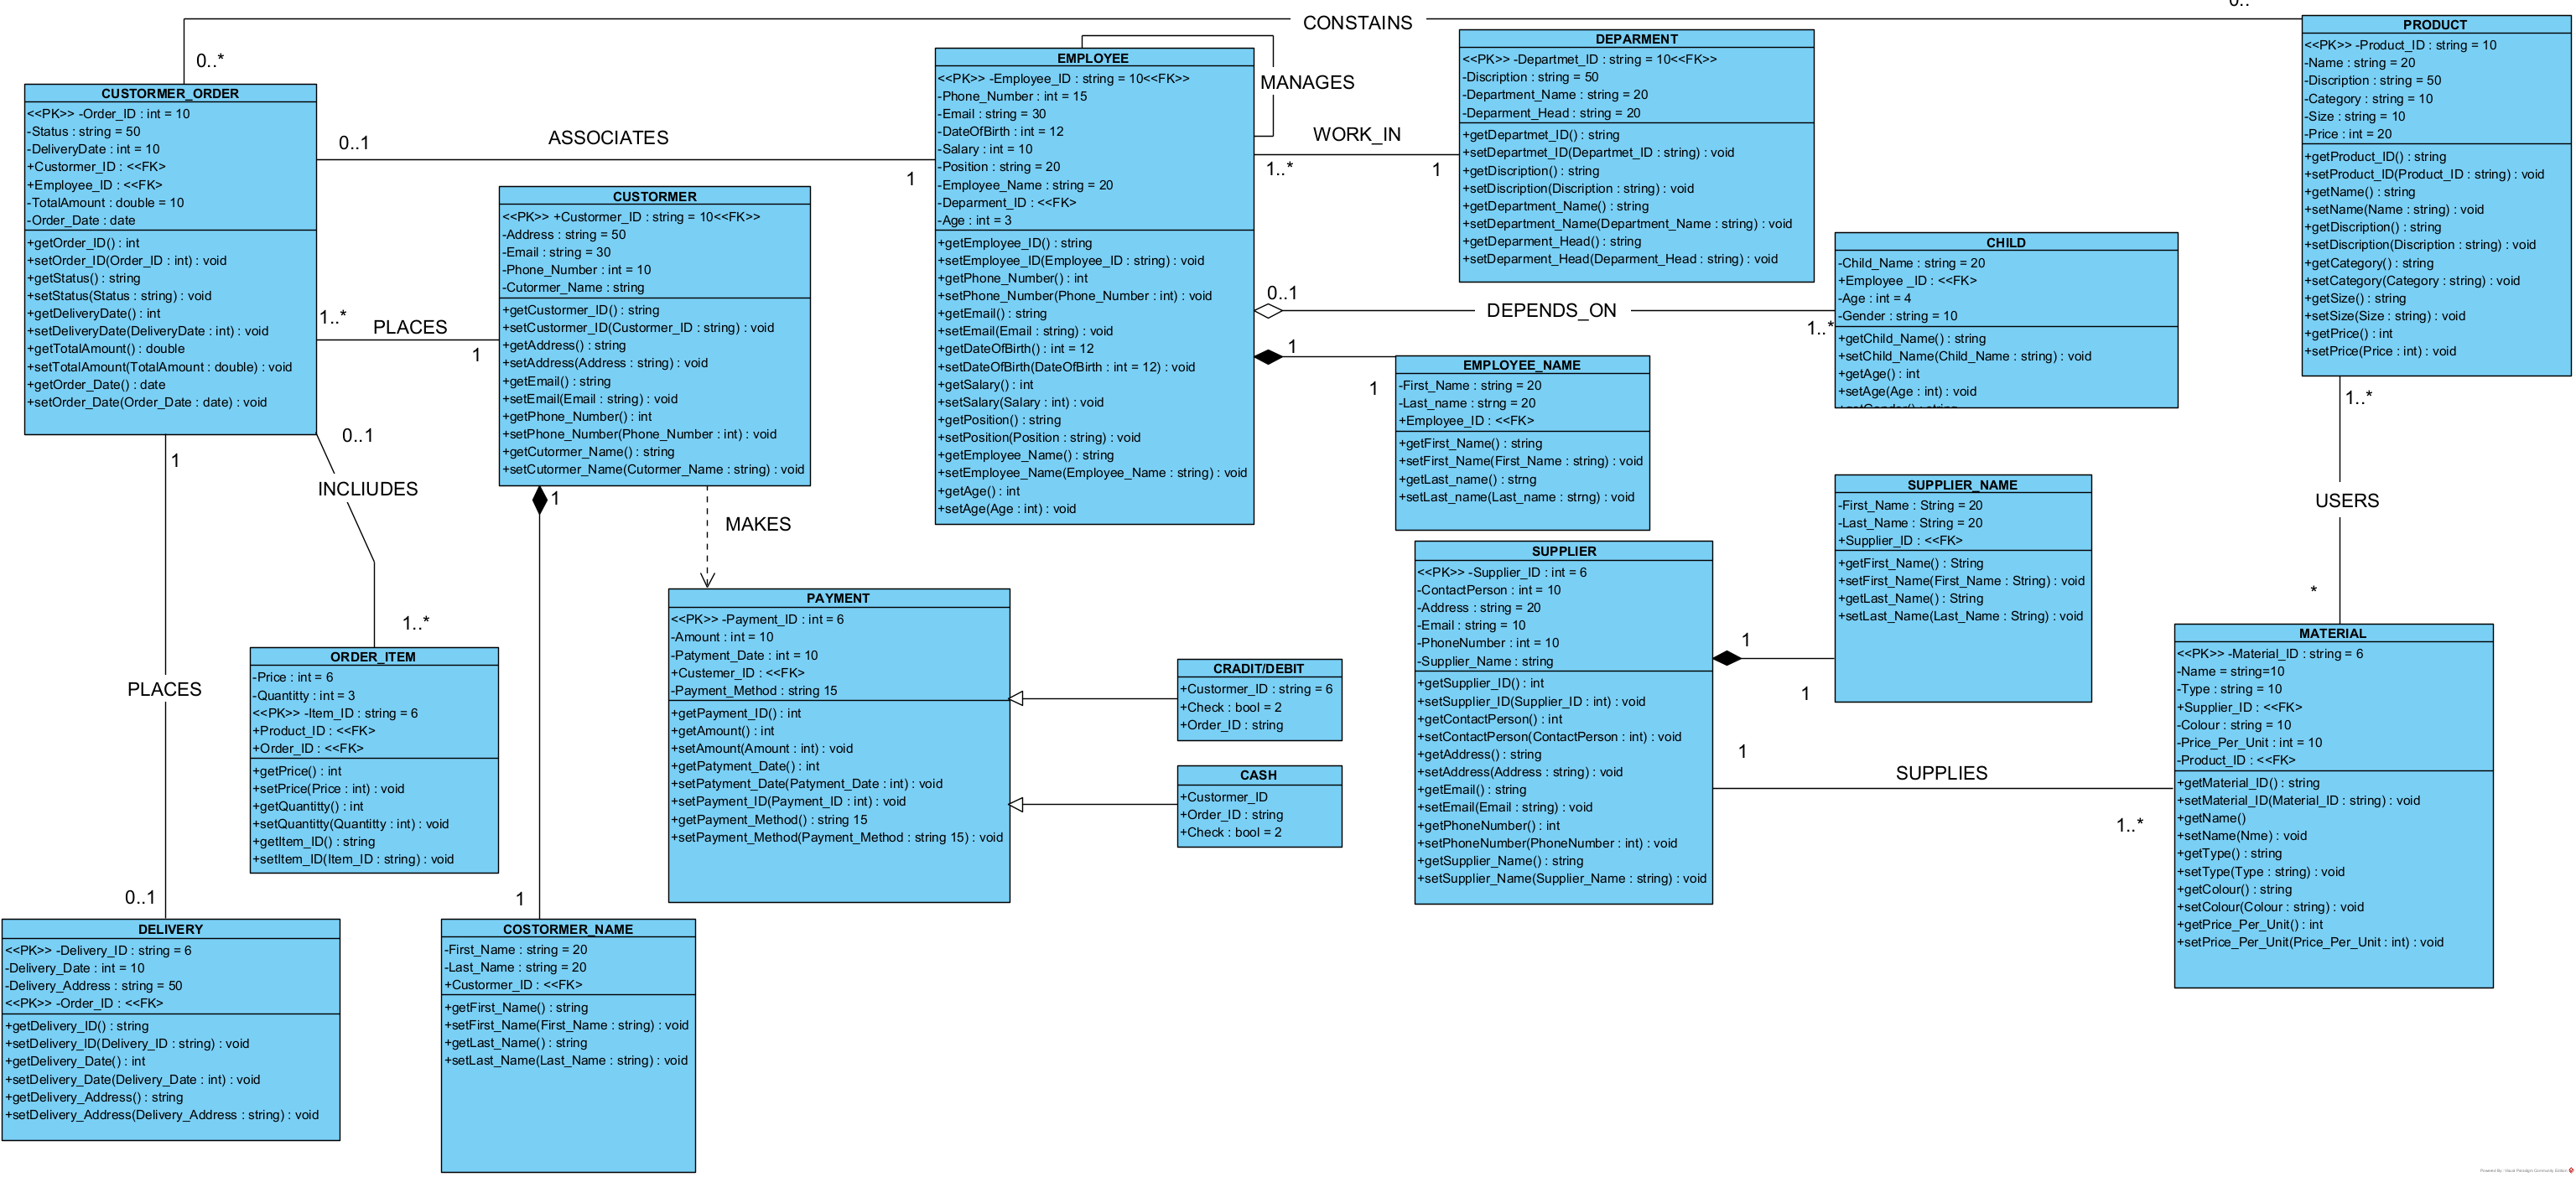 CONSTAINS
0..
0..*
CUSTORMER_ORDER
<<PK>> -Order_ID : int = 10
-Status : string = 50
-DeliveryDate : int = 10
+Custormer_ID : <<FK>
+Employee_ID : <<FK>
-TotalAmount : double = 10
-Order_Date : date
+getOrder_ID() : int
+setOrder_ID(Order_ID : int) : void
+getStatus() : string
+setStatus(Status : string) : void
+getDeliveryDate() : int
+setDeliveryDate(DeliveryDate : int) : void
+getTotalAmount() : double
+setTotalAmount(TotalAmount : double) : void
+getOrder_Date() : date
+setOrder_Date(Order_Date : date) : void
0..1
ASSOCIATES
1
1..*
PLACES
1
CUSTORMER
<<PK>> +Custormer_ID : string = 10<<FK>>
-Address : string = 50
-Email : string = 30
-Phone_Number : int = 10
-Cutormer_Name : string
+getCustormer_ID() : string
+setCustormer_ID(Custormer_ID : string) : void
+getAddress() : string
+setAddress(Address : string) : void
+getEmail() : string
+setEmail(Email : string) : void
+getPhone_Number() : int
+setPhone_Number(Phone_Number : int) : void
+getCutormer_Name() : string
+setCutormer_Name(Cutormer_Name : string) : void
EMPLOYEE
<<PK>> -Employee_ID : string = 10<<FK>>
-Phone_Number : int = 15
-Email : string = 30
-DateOfBirth : int = 12
-Salary : int = 10
-Position : string = 20
-Employee_Name : string = 20
-Deparment_ID : <<FK>
-Age : int = 3
+getEmployee_ID() : string
+setEmployee_ID(Employee_ID : string) : void
+getPhone_Number() : int
+setPhone_Number(Phone_Number : int) : void
+getEmail() : string
+setEmail(Email : string) : void
+getDateOfBirth() : int = 12
+setDateOfBirth(DateOfBirth : int = 12) : void
+getSalary() : int
+setSalary(Salary : int) : void
+getPosition() : string
+setPosition(Position : string) : void
+getEmployee_Name() : string
+setEmployee_Name(Employee_Name : string) : void
+getAge() : int
+setAge(Age : int) : void
MANAGES
WORK_IN
1..*
1
DEPARMENT
<<PK>> -Departmet_ID : string = 10<<FK>>
-Discription : string = 50
-Department_Name : string = 20
-Deparment_Head : string = 20
+getDepartmet_ID() : string
+setDepartmet_ID(Departmet_ID : string) : void
+getDiscription() : string
+setDiscription(Discription : string) : void
+getDepartment_Name() : string
+setDepartment_Name(Department_Name : string) : void
+getDeparment_Head() : string
+setDeparment_Head(Deparment_Head : string) : void
0..1
DEPENDS_ON
1..*
CHILD
-Child_Name : string = 20
+Employee _ID : <<FK>
-Age : int = 4
-Gender : string = 10
+getChild_Name() : string
+setChild_Name(Child_Name : string) : void
+getAge() : int
+setAge(Age : int) : void
PRODUCT
<<PK>> -Product_ID : string = 10
-Name : string = 20
-Discription : string = 50
-Category : string = 10
-Size : string = 10
-Price : int = 20
+getProduct_ID() : string
+setProduct_ID(Product_ID : string) : void
+getName() : string
+setName(Name : string) : void
+getDiscription() : string
+setDiscription(Discription : string) : void
+getCategory() : string
+setCategory(Category : string) : void
+getSize() : string
+setSize(Size : string) : void
+getPrice() : int
+setPrice(Price : int) : void
1
1
EMPLOYEE_NAME
-First_Name : string = 20
-Last_name : strng = 20
+Employee_ID : <<FK>
+getFirst_Name() : string
+setFirst_Name(First_Name : string) : void
+getLast_name() : strng
+setLast_name(Last_name : strng) : void
1..*
USERS
*
1
0..1
INCLIUDES
1..*
1
MAKES
PLACES
0..1
1
ORDER_ITEM
-Price : int = 6
-Quantitty : int = 3
<<PK>> -Item_ID : string = 6
+Product_ID : <<FK>
+Order_ID : <<FK>
+getPrice() : int
+setPrice(Price : int) : void
+getQuantitty() : int
+setQuantitty(Quantitty : int) : void
+getItem_ID() : string
+setItem_ID(Item_ID : string) : void
PAYMENT
<<PK>> -Payment_ID : int = 6
-Amount : int = 10
-Patyment_Date : int = 10
+Custemer_ID : <<FK>
-Payment_Method : string 15
+getPayment_ID() : int
+getAmount() : int
+setAmount(Amount : int) : void
+getPatyment_Date() : int
+setPatyment_Date(Patyment_Date : int) : void
+setPayment_ID(Payment_ID : int) : void
+getPayment_Method() : string 15
+setPayment_Method(Payment_Method : string 15) : void
CRADIT/DEBIT
+Custormer_ID : string = 6
+Check : bool = 2
+Order_ID : string
CASH
+Custormer_ID
+Order_ID : string
+Check : bool = 2
SUPPLIER
<<PK>> -Supplier_ID : int = 6
-ContactPerson : int = 10
-Address : string = 20
-Email : string = 10
-PhoneNumber : int = 10
-Supplier_Name : string
+getSupplier_ID() : int
+setSupplier_ID(Supplier_ID : int) : void
+getContactPerson() : int
+setContactPerson(ContactPerson : int) : void
+getAddress() : string
+setAddress(Address : string) : void
+getEmail() : string
+setEmail(Email : string) : void
+getPhoneNumber() : int
+setPhoneNumber(PhoneNumber : int) : void
+getSupplier_Name() : string
+setSupplier_Name(Supplier_Name : string) : void
SUPPLIER_NAME
-First_Name : String = 20
-Last_Name : String = 20
+Supplier_ID : <<FK>
+getFirst_Name() : String
+setFirst_Name(First_Name : String) : void
+getLast_Name() : String
+setLast_Name(Last_Name : String) : void
1
1
1
SUPPLIES
1..*
MATERIAL
<<PK>> -Material_ID : string = 6
-Name = string=10
-Type : string = 10
+Supplier_ID : <<FK>
-Colour : string = 10
-Price_Per_Unit : int = 10
-Product_ID : <<FK>
+getMaterial_ID() : string
+setMaterial_ID(Material_ID : string) : void
+getName()
+setName(Nme) : void
+getType() : string
+setType(Type : string) : void
+getColour() : string
+setColour(Colour : string) : void
+getPrice_Per_Unit() : int
+setPrice_Per_Unit(Price_Per_Unit : int) : void
DELIVERY
<<PK>> -Delivery_ID : string = 6
-Delivery_Date : int = 10
-Delivery_Address : string = 50
<<PK>> -Order_ID : <<FK>
+getDelivery_ID() : string
+setDelivery_ID(Delivery_ID : string) : void
+getDelivery_Date() : int
+setDelivery_Date(Delivery_Date : int) : void
+getDelivery_Address() : string
+setDelivery_Address(Delivery_Address : string) : void
COSTORMER_NAME
-First_Name : string = 20
-Last_Name : string = 20
+Custormer_ID : <<FK>
+getFirst_Name() : string
+setFirst_Name(First_Name : string) : void
+getLast_Name() : string
+setLast_Name(Last_Name : string) : void
Powered By : Visual Paradigm Community Edition